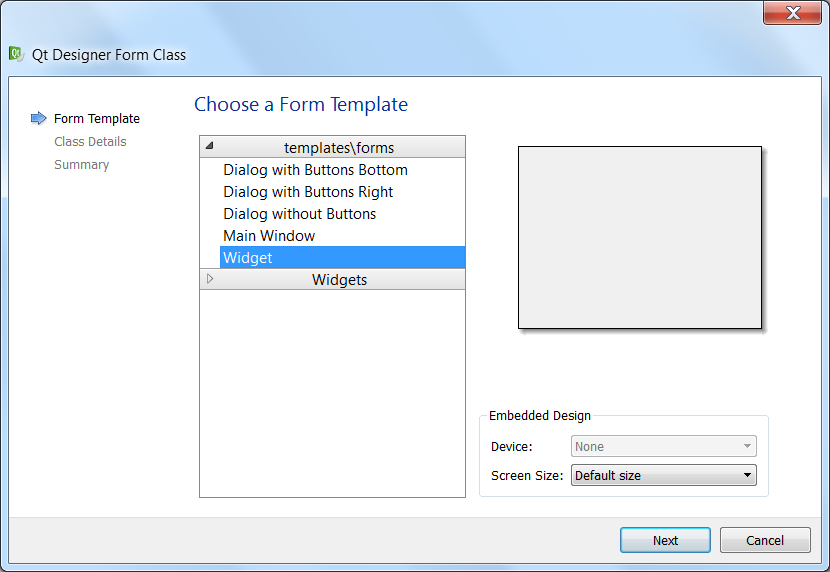 Qt Designer Form Class
Form Template
Class Details
Summary
Choose a Form Template
templates\forms
Dialog with Buttons Bottom
Dialog with Buttons Right
Dialog without Buttons
Main Window
Widget
Widgets
Embedded Design
Device: None
Screen Size: Default size
Next Cancel